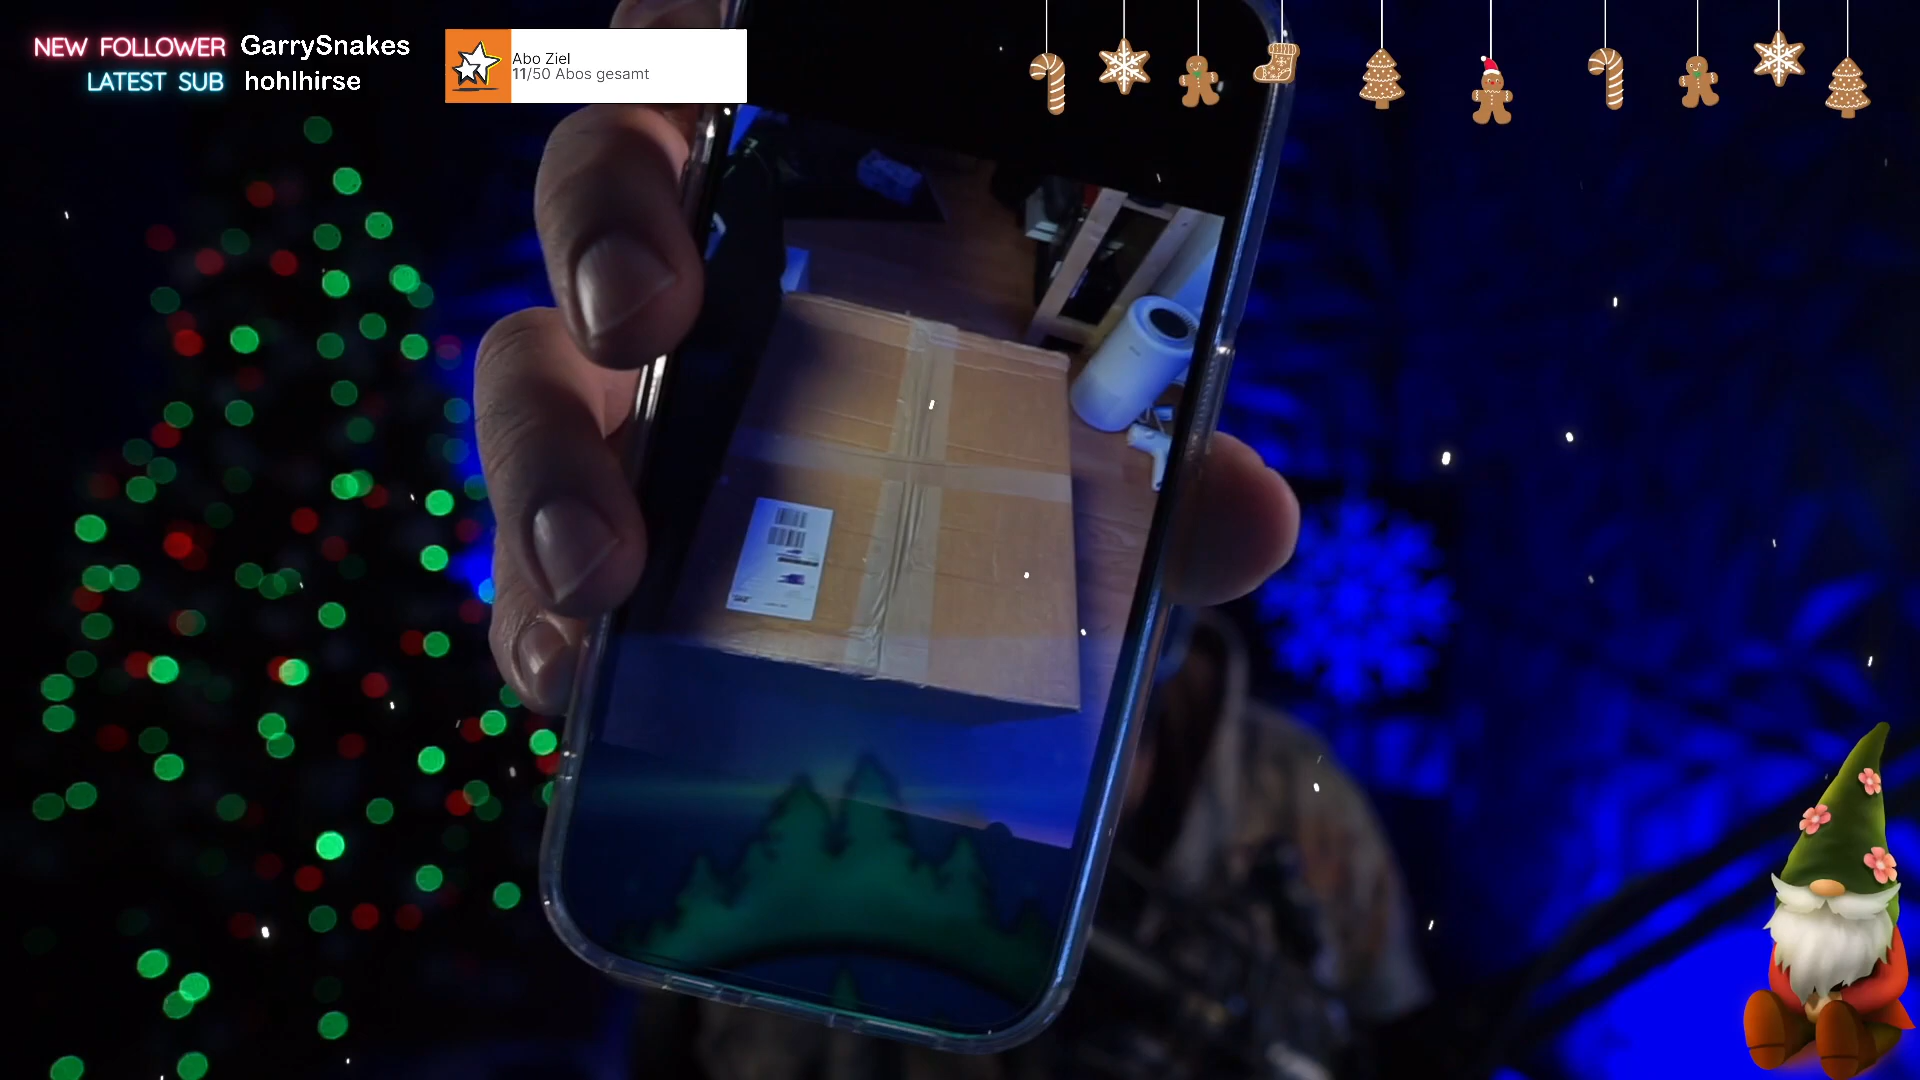 NEW FOLLOWER GarrySnakes
LATEST SUB hohlhirse
Abo Ziel
11/50 Abos gesamt